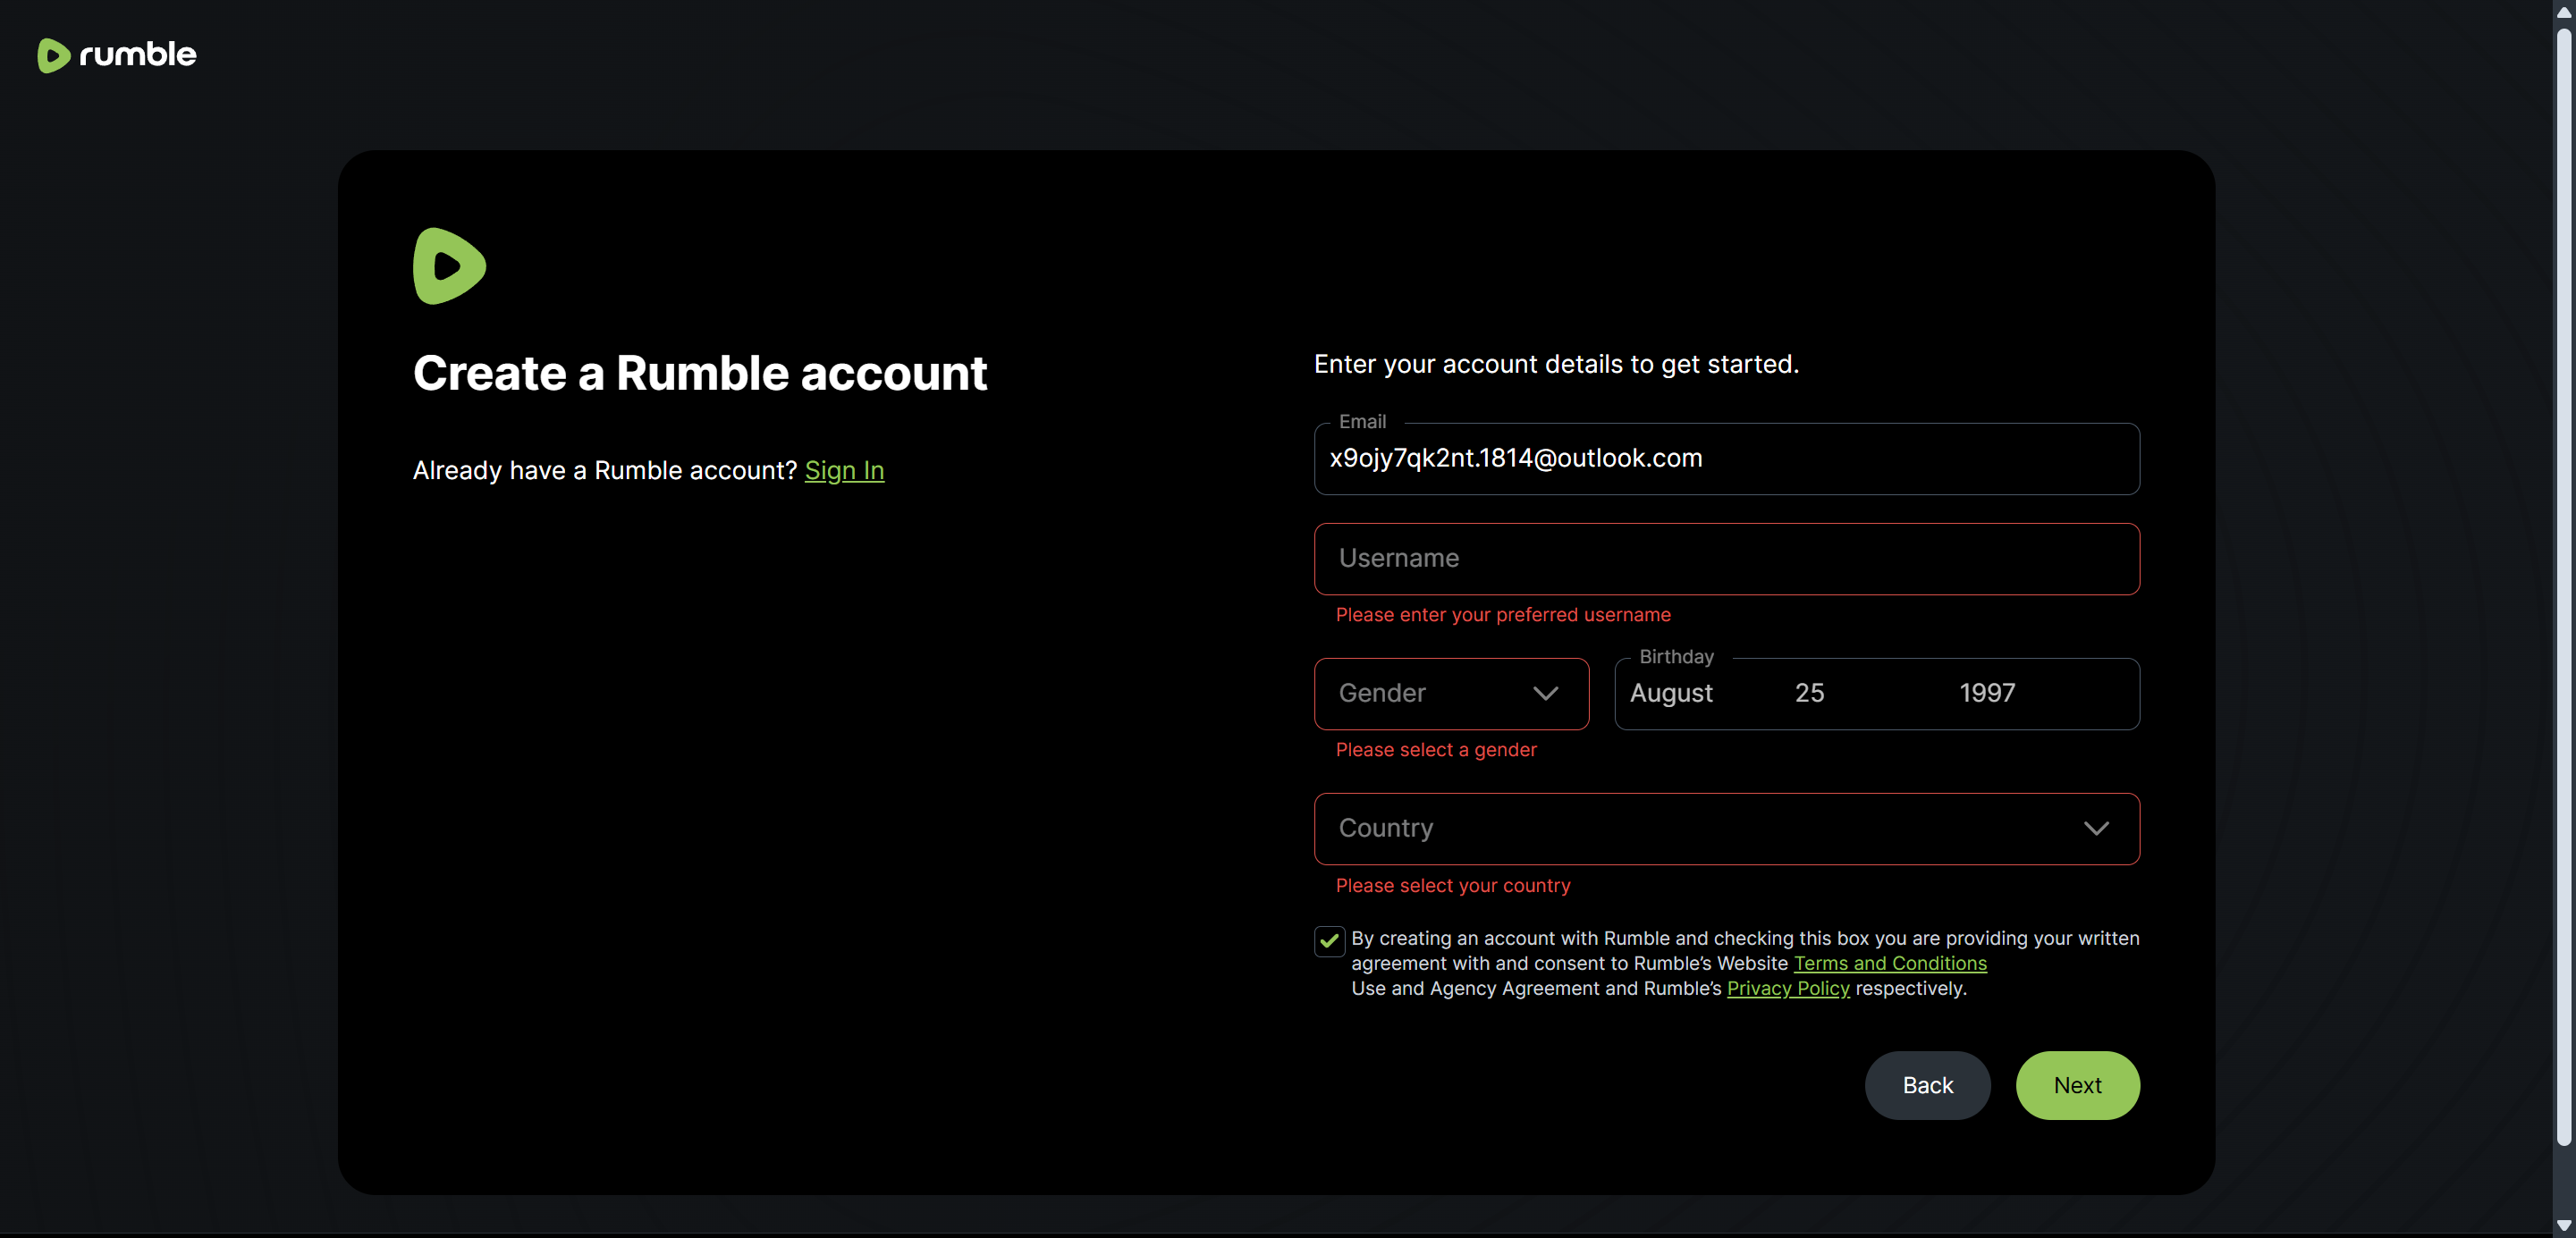 rumble
Create a Rumble account
Already have a Rumble account? Sign In
Enter your account details to get started.
Email
x9ojy7qk2nt.1814@outlook.com
Username
Please enter your preferred username
Gender
Please select a gender
Birthday
August 25 1997
Country
Please select your country
By creating an account with Rumble and checking this box you are providing your written
agreement with and consent to Rumble’s Website Terms and Conditions
Use and Agency Agreement and Rumble’s Privacy Policy respectively.
Back
Next